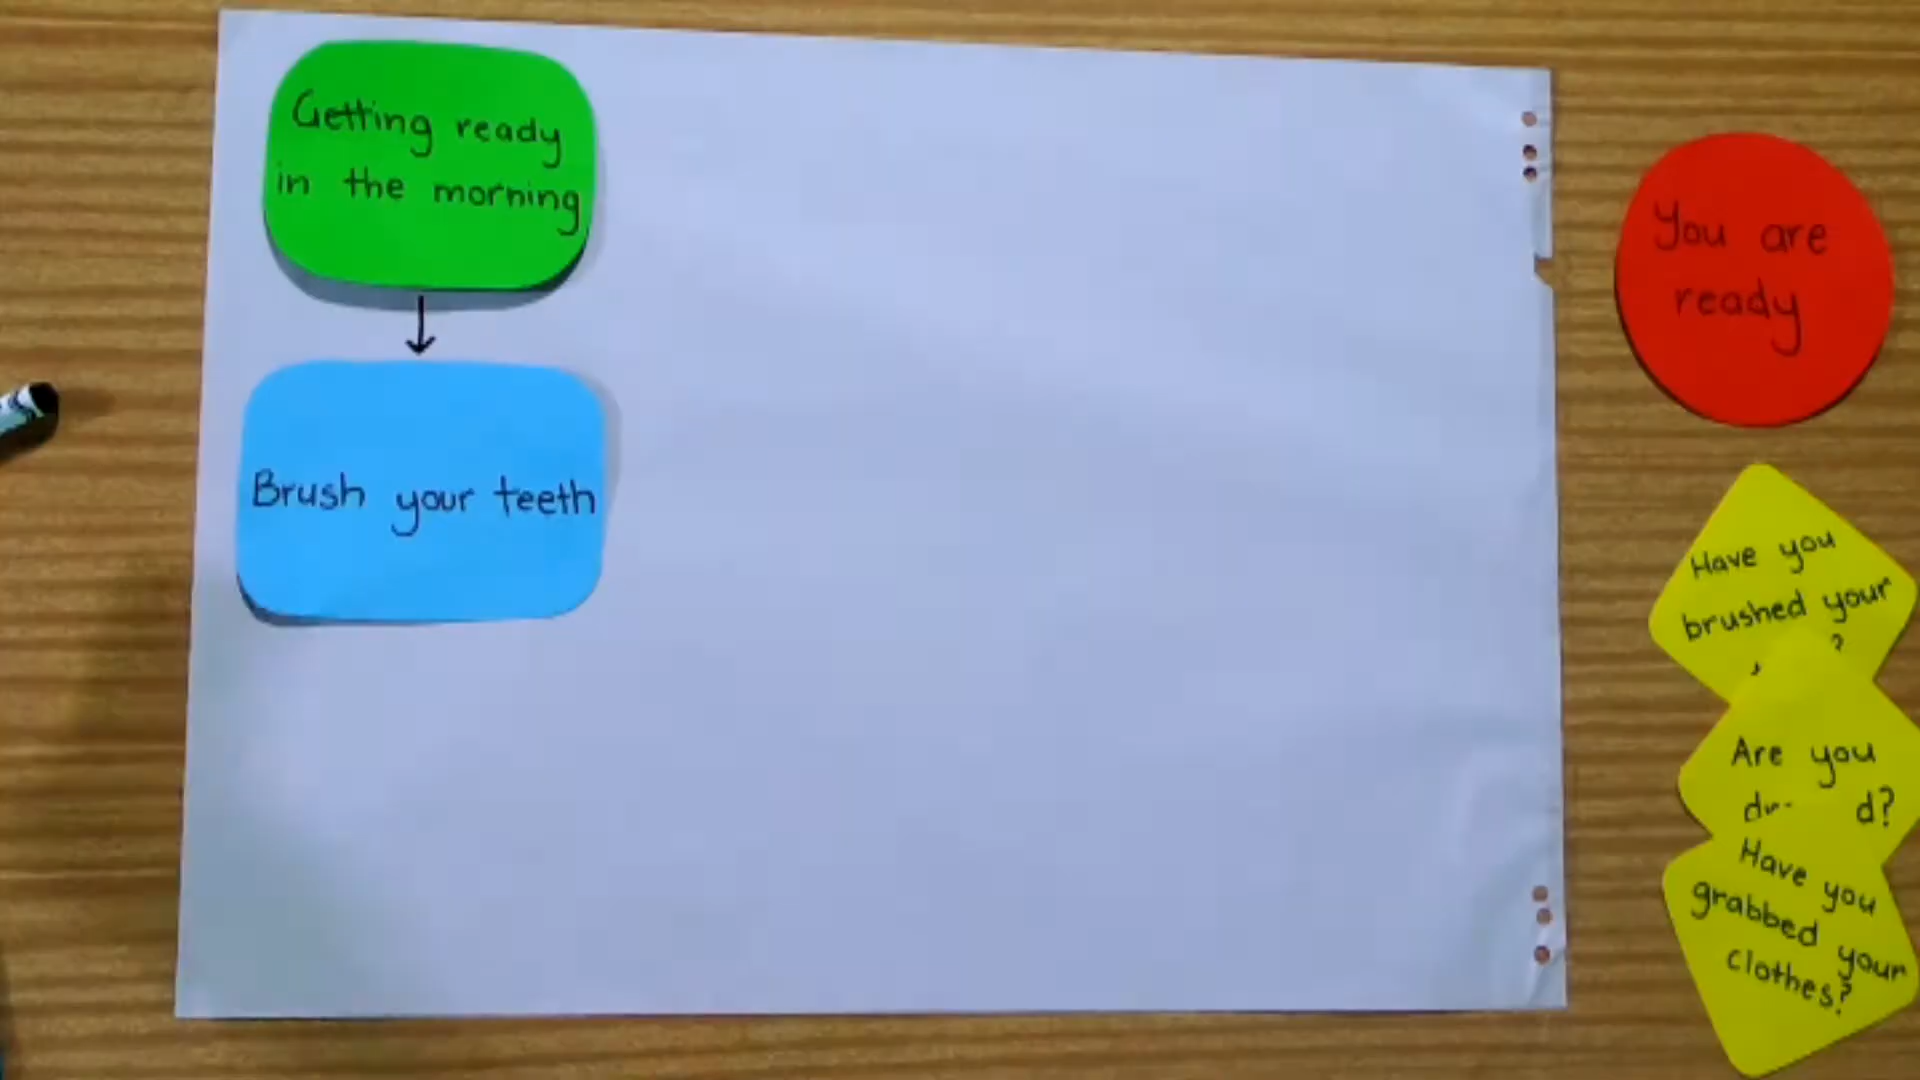 Getting ready
in the morning
Brush your teeth
You are
ready
Have you
brushed your
?
Are you
Have you
grabbed your
clothes?